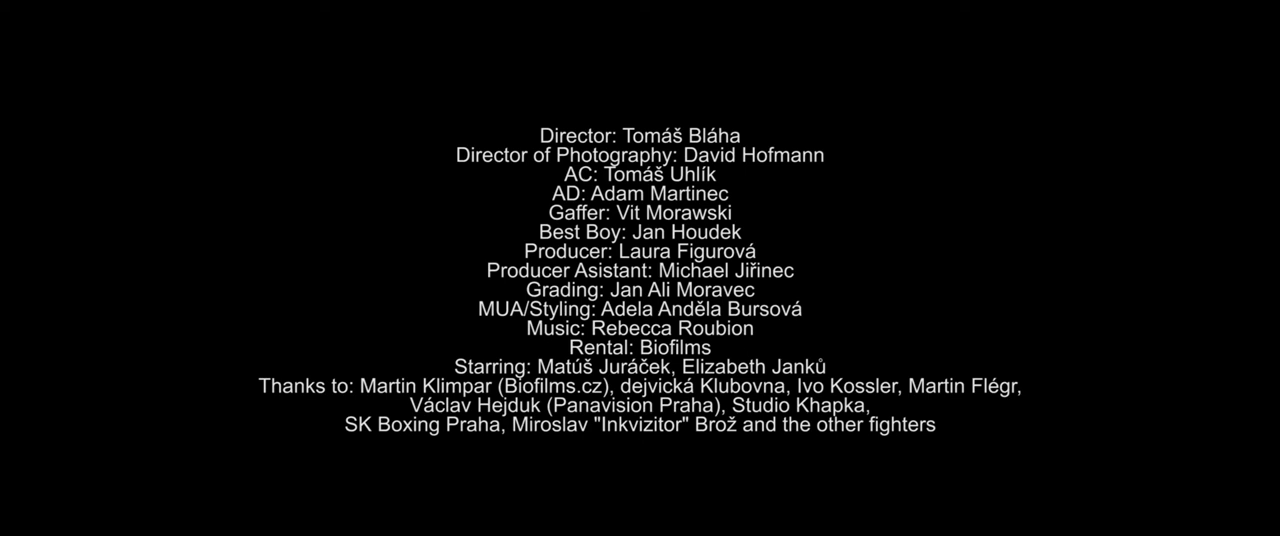 Director: Tomáš Bláha
Director of Photography: David Hofmann
AC: Tomáš Uhlík
AD: Adam Martinec
Gaffer: Vit Morawski
Best Boy: Jan Houdek
Producer: Laura Figurová
Producer Asistant: Michael Jiřinec
Grading: Jan Ali Moravec
MUA/Styling: Adela Anděla Bursová
Music: Rebecca Roubion
Rental: Biofilms
Starring: Matúš Juráček, Elizabeth Janků
Thanks to: Martin Klimpar (Biofilms.cz), dejvická Klubovna, Ivo Kossler, Martin Flégr,
Václav Hejduk (Panavision Praha), Studio Khapka,
SK Boxing Praha, Miroslav "Inkvizitor" Brož and the other fighters